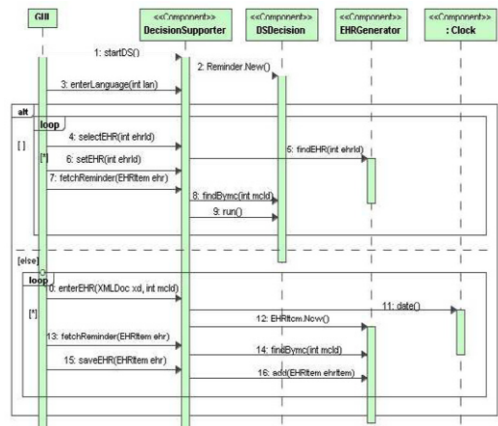 GUI
<<Component>>
DecisionSupporter
<<Component>>
DSDecision
<<Component>>
EHRGenerator
<<Component>>
: Clock
1: startDS()
2: Reminder.New()
3: enterLanguage(int lan)
alt
loop
4: selectEHR(int ehrId)
[ ]
[*]
5: findEHR(int ehrId)
6: setEHR(int ehrId)
7: fetchReminder(EHRItem ehr)
8: findBymc(int mcId)
9: run()
[else]
loop
0: enterEHR(XMLDoc xd, int mcId)
[*]
11: date()
12: EHRItem.New()
13: fetchReminder(EHRItem ehr)
14: findBymc(int mcId)
15: saveEHR(EHRItem ehr)
16: add(EHRItem ehrItem)